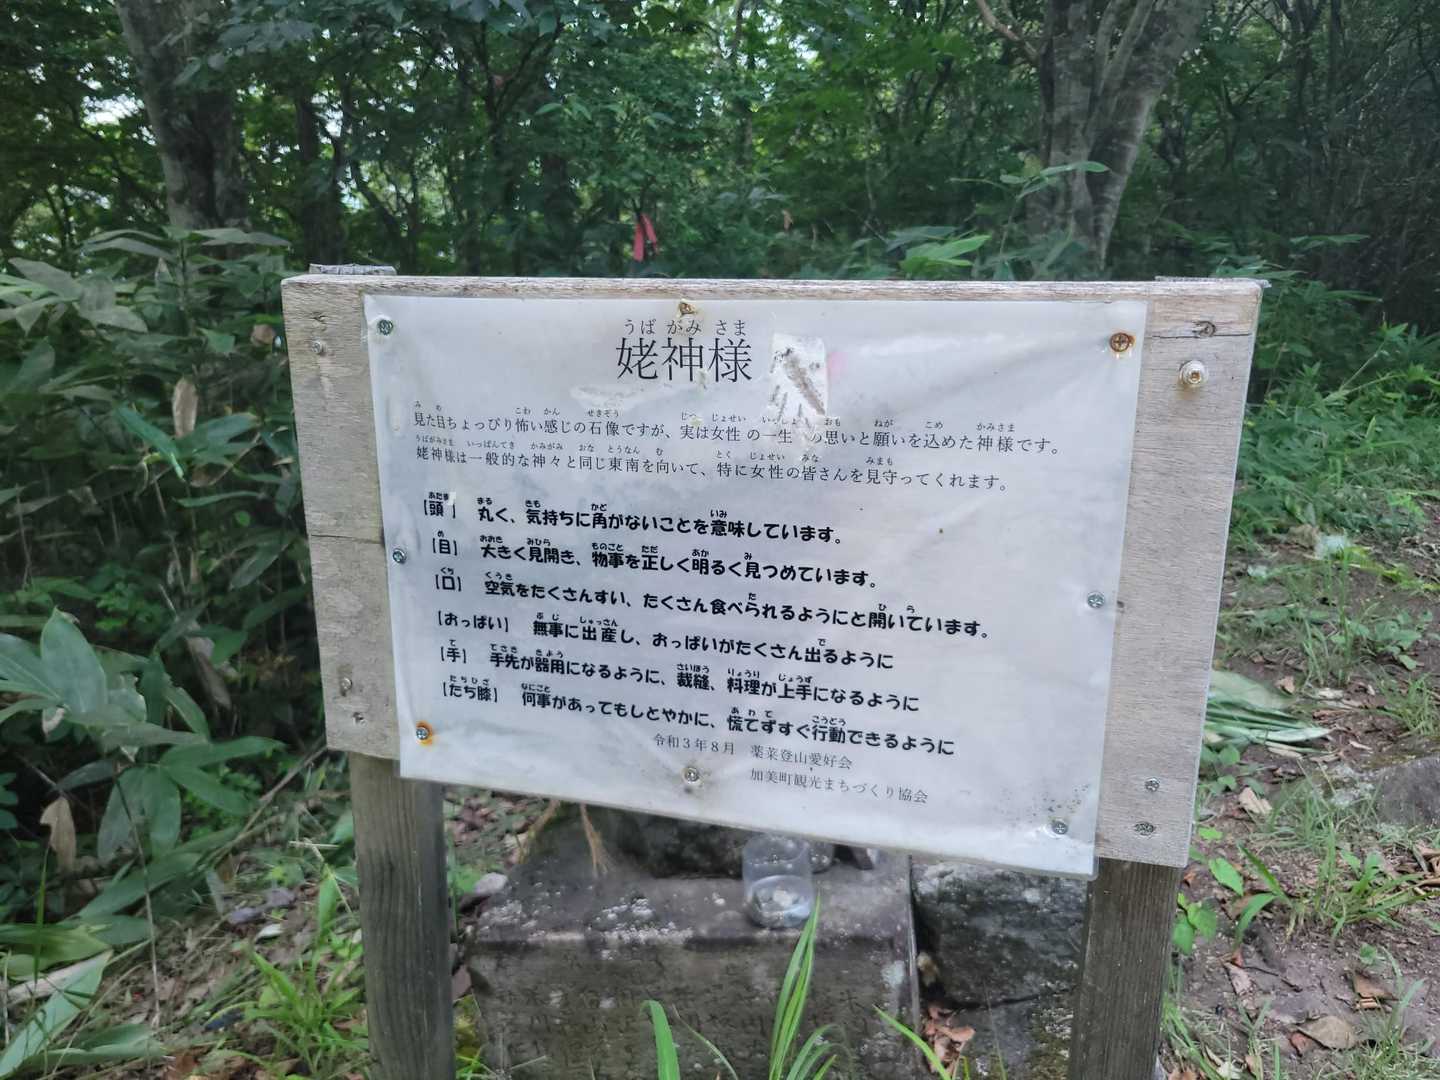 うばがみさま
姥神様
見た目ちょっぴり怖い感じの石像ですが、実は女性の一生の思いと願いを込めた神様です。
姥神様は一般的な神々と同じ東南を向いて、特に女性の皆さんを見守ってくれます。
【頭】 丸く、気持ちに角がないことを意味しています。
【目】 大きく見開き、物事を正しく明るく見つめています。
【口】 空気をたくさんすい、たくさん食べられるようにと開いています。
【おっぱい】 無事に出産し、おっぱいがたくさん出るように
【手】 手先が器用になるように、裁縫、料理が上手になるように
【たち膝】 何事があってもしとやかに、慌てずすぐ行動できるように
令和3年8月 薬莱登山愛好会
加美町観光まちづくり協会